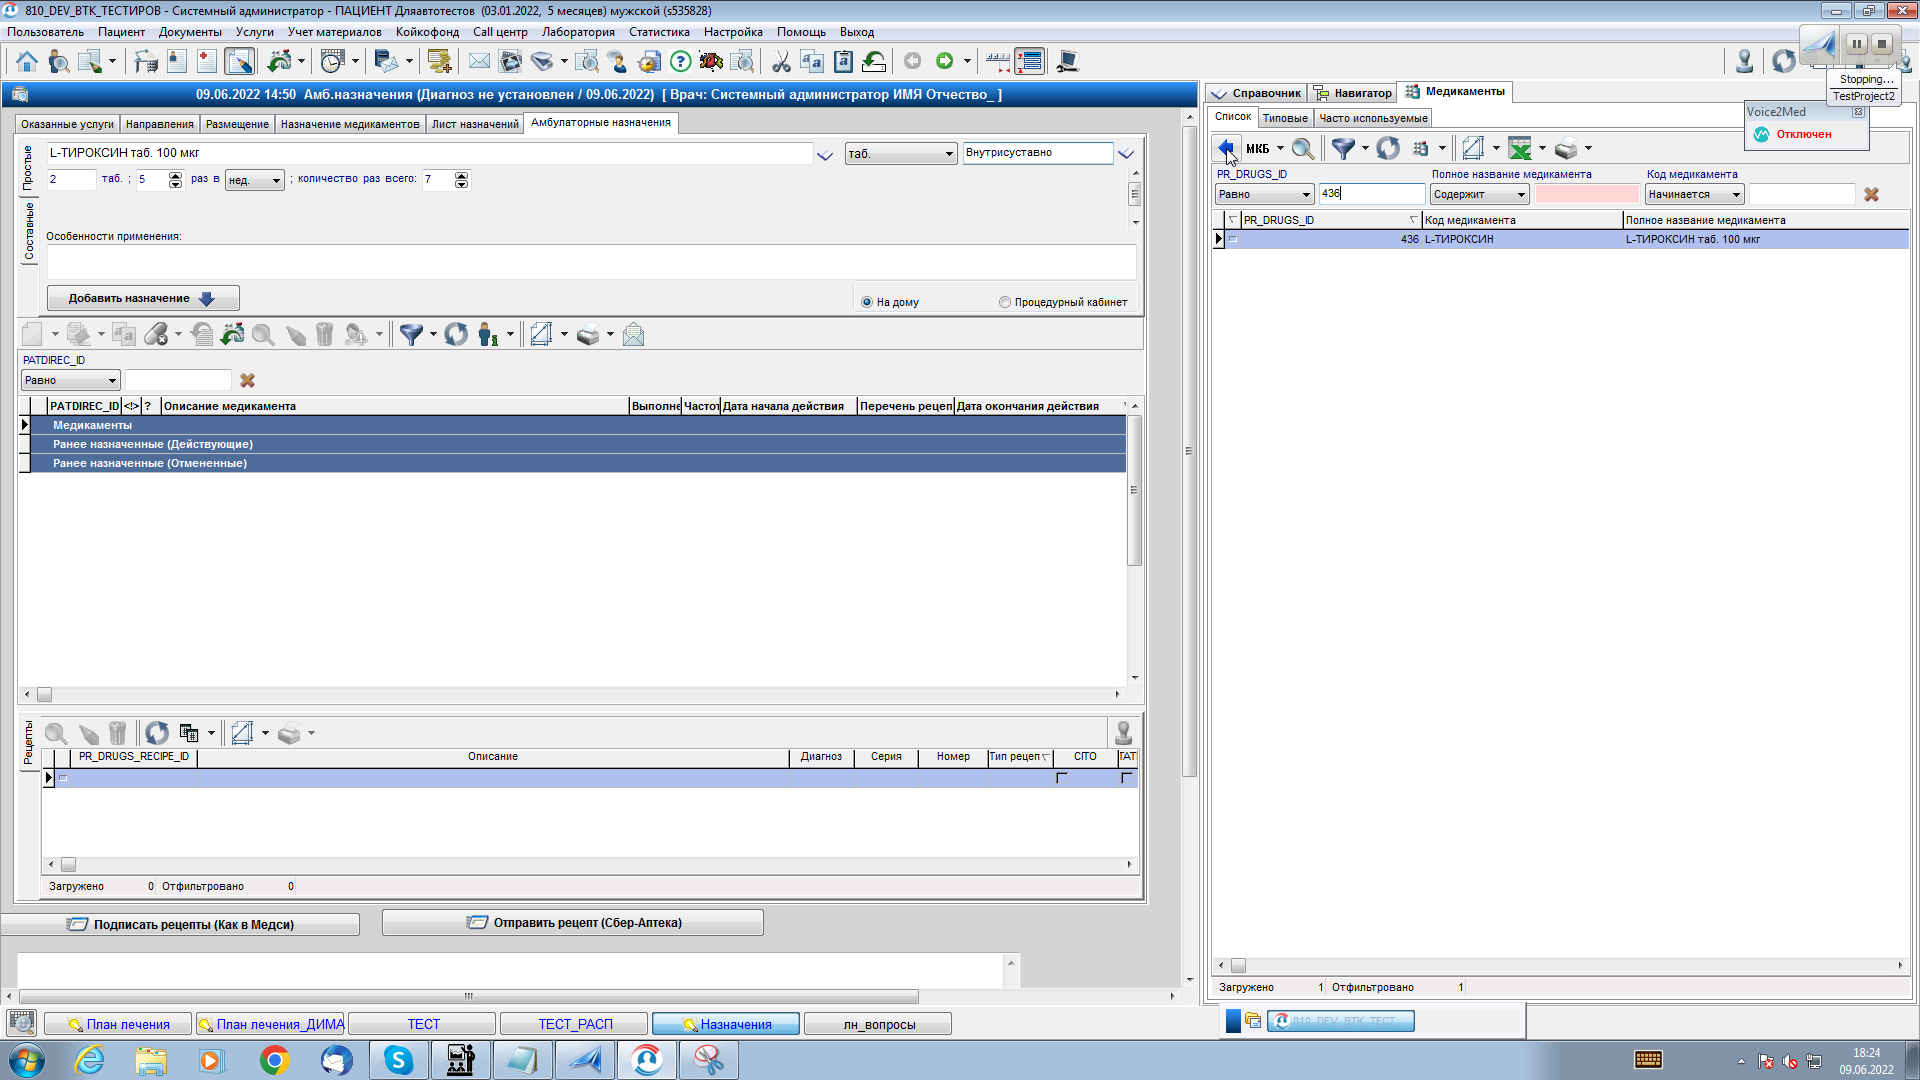 810_DEV_BTK_ТЕСТИРОВ - Системный администратор - ПАЦИЕНТ Дляавтотестов (03.01.2022, 5 месяцев) мужской (s535828)
Пользователь Пациент Документы Услуги Учет материалов Койкофонд Call центр Лаборатория Статистика Настройка Помощь Выход
Stopping...
TestProject2
09.06.2022 14:50 Амб.назначения (Диагноз не установлен / 09.06.2022) [ Врач: Системный администратор ИМЯ Отчество_ ]
Справочник Навигатор Медикаменты
Voice2Med
Отключен
Оказанные услуги Направления Размещение Назначение медикаментов Лист назначений Амбулаторные назначения
Список Типовые Часто используемые
Простые
Составные
L-ТИРОКСИН таб. 100 мкг таб. Внутрисуставно
МКБ
2 таб. ; 5 раз в нед. ; количество раз всего: 7
PR_DRUGS_ID Полное название медикамента Код медикамента
Равно 436 Содержит Начинается
PR_DRUGS_ID Код медикамента Полное название медикамента
436 L-ТИРОКСИН L-ТИРОКСИН таб. 100 мкг
Особенности применения:
Добавить назначение На дому Процедурный кабинет
PATDIREC_ID
Равно
PATDIREC_ID <!> ? Описание медикамента Выполне Частот Дата начала действия Перечень рецеп Дата окончания действия
Медикаменты
Ранее назначенные (Действующие)
Ранее назначенные (Отмененные)
Рецепты
PR_DRUGS_RECIPE_ID Описание Диагноз Серия Номер Тип рецеп CITO
Загружено 0 Отфильтровано 0
Подписать рецепты (Как в Медси) Отправить рецепт (Сбер-Аптека)
Загружено 1 Отфильтровано 1
План лечения План лечения_ДИМА ТЕСТ ТЕСТ_РАСП Назначения лн_вопросы
810_DEV_BTK_ТЕСТ
18:24
09.06.2022